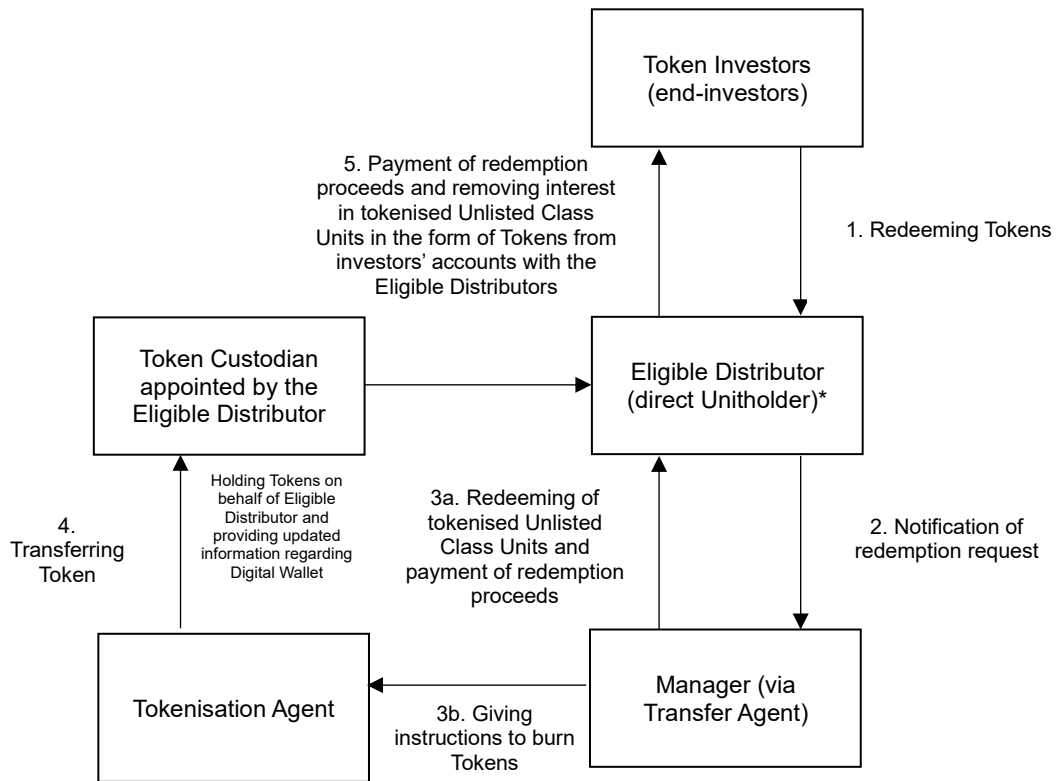 Token Investors
(end-investors)
5. Payment of redemption
proceeds and removing interest
in tokenised Unlisted Class
Units in the form of Tokens from
investors’ accounts with the
Eligible Distributors
1. Redeeming Tokens
Token Custodian
appointed by the
Eligible Distributor
Eligible Distributor
(direct Unitholder)*
4.
Transferring
Token
Holding Tokens on
behalf of Eligible
Distributor and
providing updated
information regarding
Digital Wallet
3a. Redeeming of
tokenised Unlisted
Class Units and
payment of redemption
proceeds
2. Notification of
redemption request
Tokenisation Agent
3b. Giving
instructions to burn
Tokens
Manager (via
Transfer Agent)